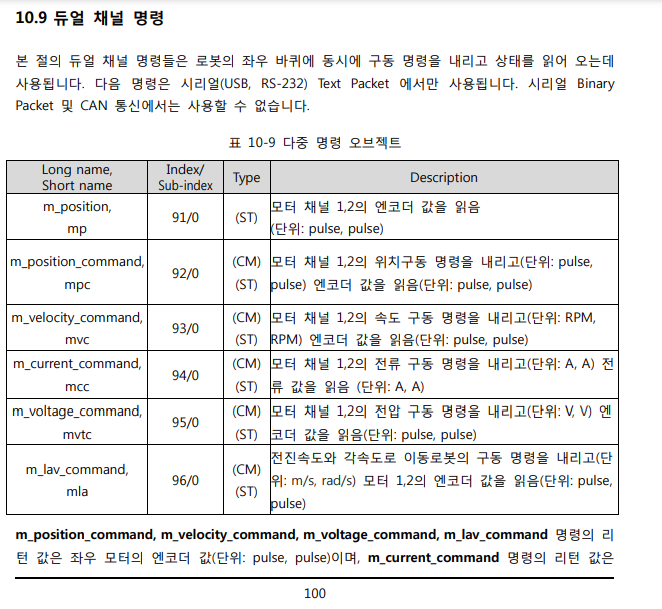 10.9 듀얼 채널 명령
본 절의 듀얼 채널 명령들은 로봇의 좌우 바퀴에 동시에 구동 명령을 내리고 상태를 읽어 오는데
사용됩니다. 다음 명령은 시리얼(USB, RS-232) Text Packet 에서만 사용됩니다. 시리얼 Binary
Packet 및 CAN 통신에서는 사용할 수 없습니다.
표 10-9 다중 명령 오브젝트
Long name,
Short name
Index/
Sub-index
Type
Description
m_position,
mp
91/0
(ST)
모터 채널 1,2의 엔코더 값을 읽음
(단위: pulse, pulse)
m_position_command,
mpc
92/0
(CM)
(ST)
모터 채널 1,2의 위치구동 명령을 내리고(단위: pulse,
pulse) 엔코더 값을 읽음(단위: pulse, pulse)
m_velocity_command,
mvc
93/0
(CM)
(ST)
모터 채널 1,2의 속도 구동 명령을 내리고(단위: RPM,
RPM) 엔코더 값을 읽음(단위: pulse, pulse)
m_current_command,
mcc
94/0
(CM)
(ST)
모터 채널 1,2의 전류 구동 명령을 내리고(단위: A, A) 전
류 값을 읽음 (단위: A, A)
m_voltage_command,
mvtc
95/0
(CM)
(ST)
모터 채널 1,2의 전압 구동 명령을 내리고(단위: V, V) 엔
코더 값을 읽음(단위: pulse, pulse)
m_lav_command,
mla
96/0
(CM)
(ST)
전진속도와 각속도로 이동로봇의 구동 명령을 내리고(단
위: m/s, rad/s) 모터 1,2의 엔코더 값을 읽음(단위: pulse,
pulse)
m_position_command, m_velocity_command, m_voltage_command, m_lav_command 명령의 리
턴 값은 좌우 모터의 엔코더 값(단위: pulse, pulse)이며, m_current_command 명령의 리턴 값은
100